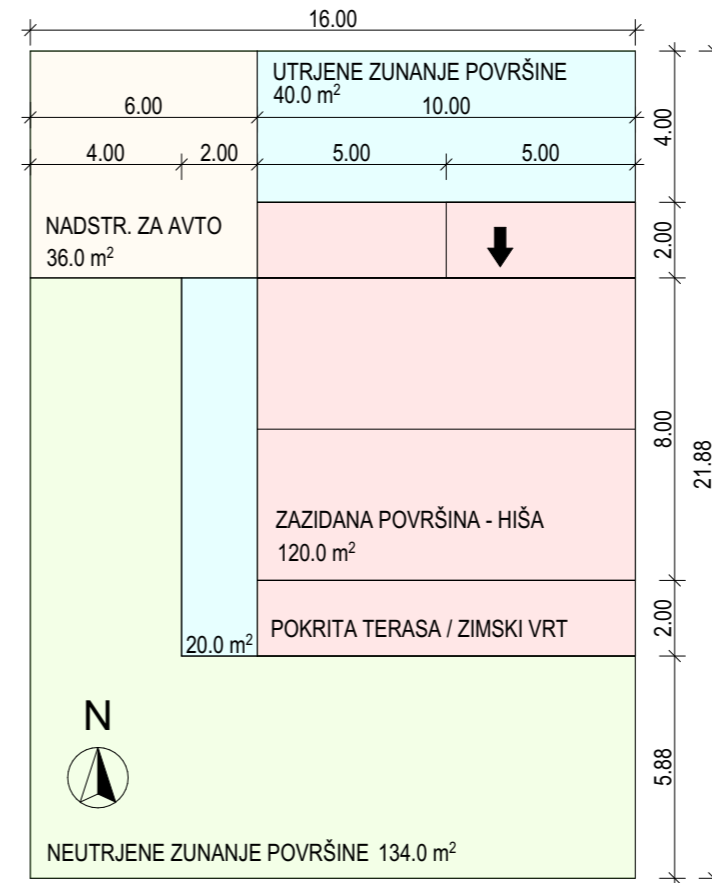 16.00
UTRJENE ZUNANJE POVRŠINE
40.0 m²
6.00
10.00
4.00
4.00
2.00
5.00
5.00
NADSTR. ZA AVTO
36.0 m²
2.00
8.00
21.88
ZAZIDANA POVRŠINA - HIŠA
120.0 m²
POKRITA TERASA / ZIMSKI VRT
20.0 m²
2.00
N
5.88
NEUTRJENE ZUNANJE POVRŠINE 134.0 m²